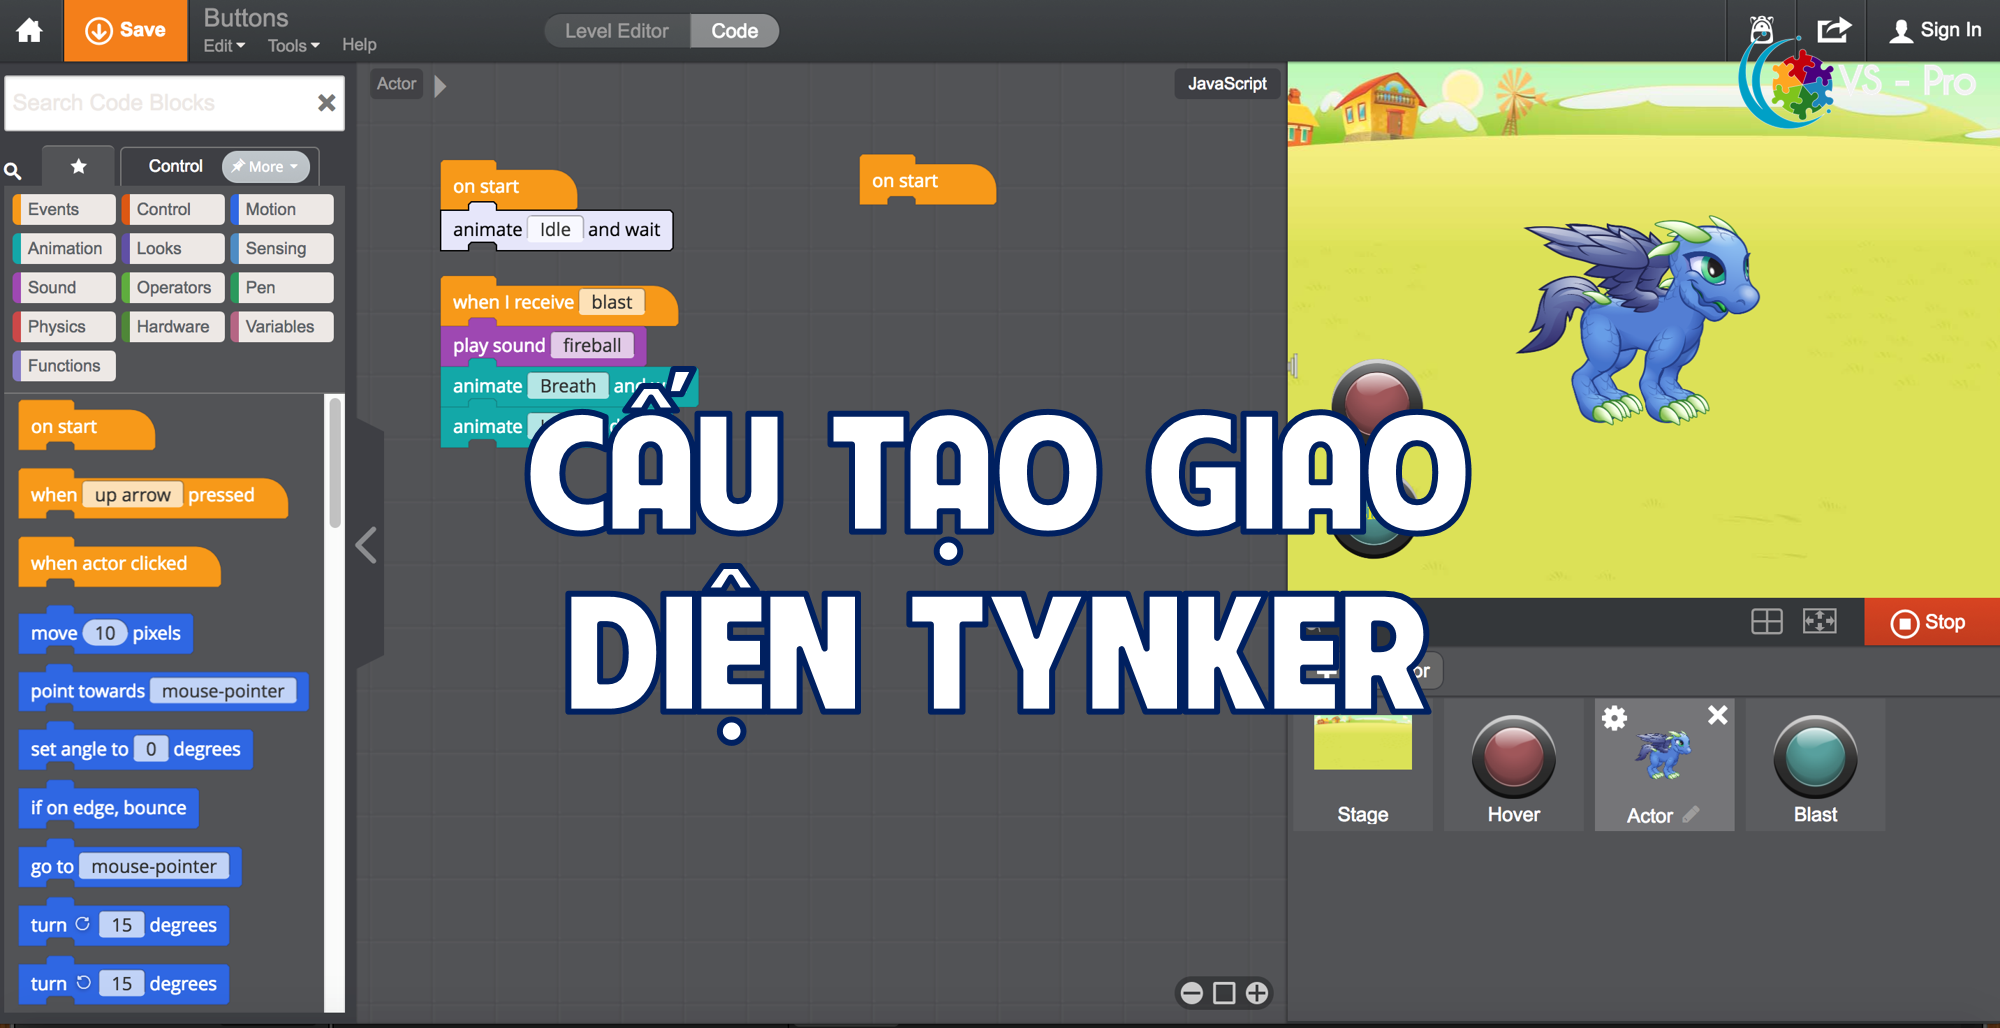 Save
Buttons
Edit
Tools
Help
Level Editor
Code
Sign In
VS - Pro
Search Code Blocks
Control
More
Events
Control
Motion
Animation
Looks
Sensing
Sound
Operators
Pen
Physics
Hardware
Variables
Functions
on start
when up arrow pressed
when actor clicked
move 10 pixels
point towards mouse-pointer
set angle to 0 degrees
if on edge, bounce
go to mouse-pointer
turn 15 degrees
turn 15 degrees
Actor
JavaScript
on start
animate Idle and wait
when I receive blast
play sound fireball
animate Breath and
animate
on start
CẤU TẠO GIAO
DIỆN TYNKER
Stop
Stage
Hover
Actor
Blast